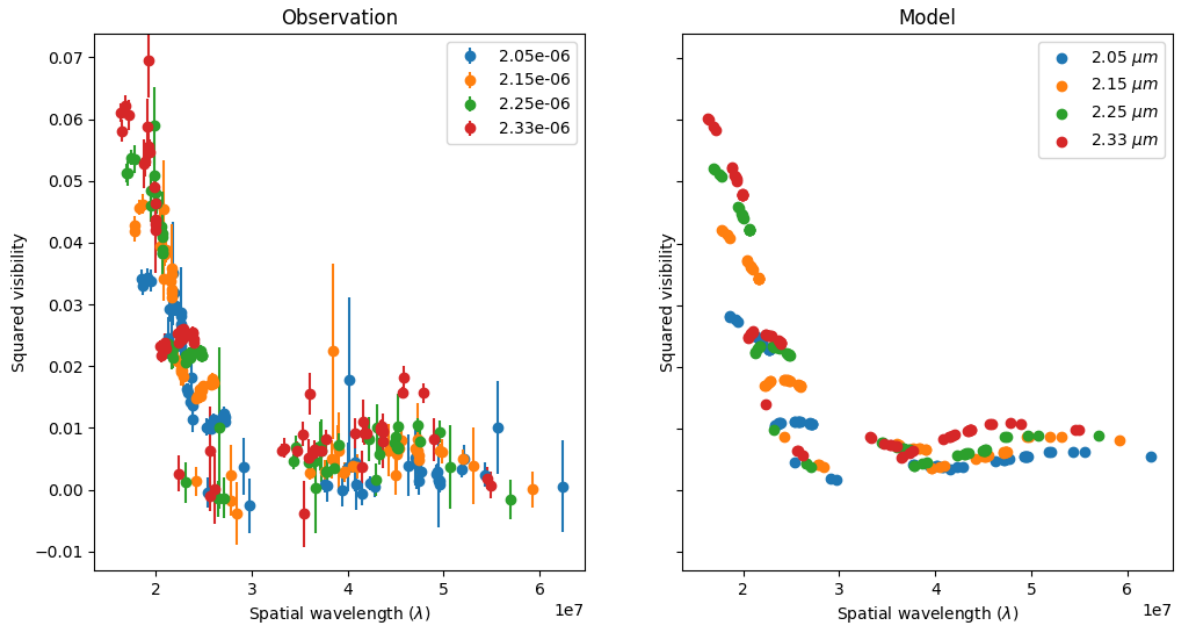 Observation
Model
Squared visibility
0.07
0.06
0.05
0.04
0.03
0.02
0.01
0.00
−0.01
2.05e-06
2.15e-06
2.25e-06
2.33e-06
2
3
4
5
6
1e7
Spatial wavelength (λ)
Squared visibility
2.05 μm
2.15 μm
2.25 μm
2.33 μm
2
3
4
5
6
1e7
Spatial wavelength (λ)